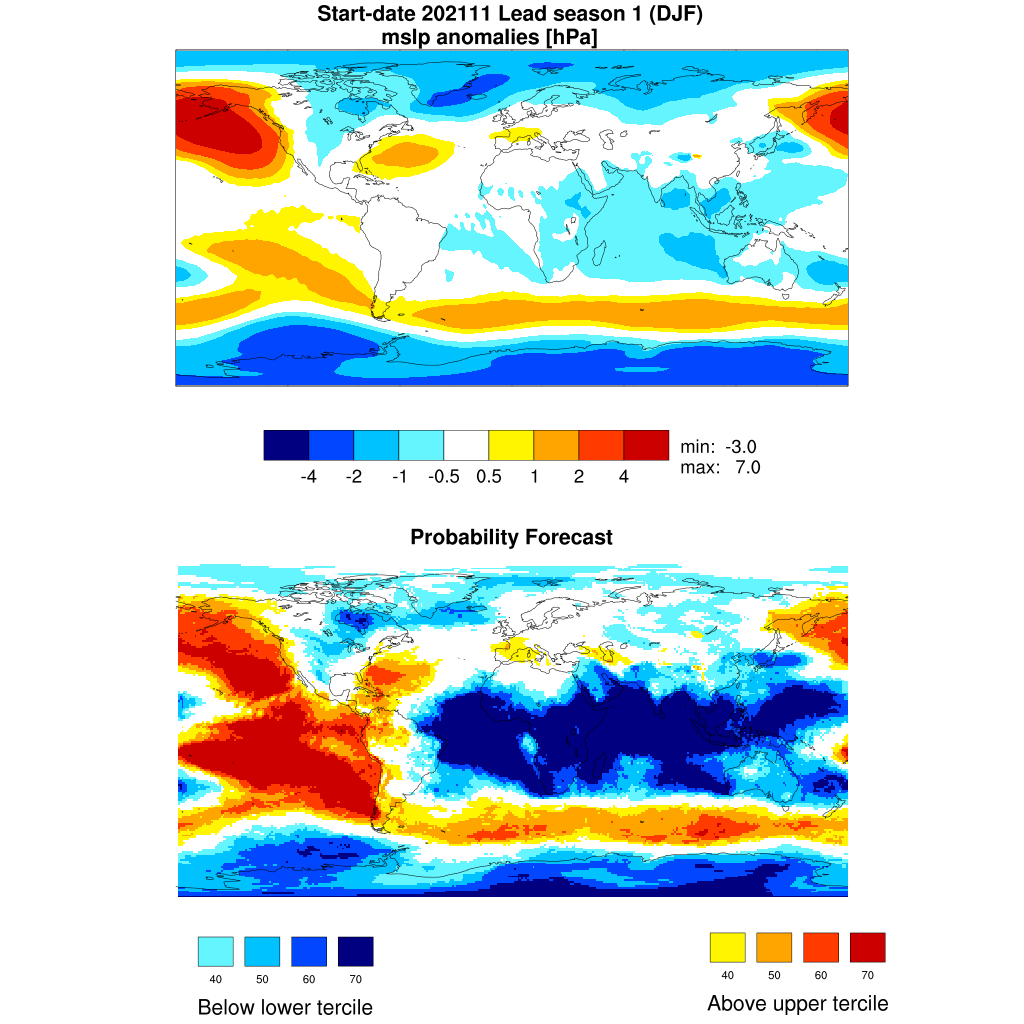 Start-date 202111 Lead season 1 (DJF)
mslp anomalies [hPa]
-4 -2 -1 -0.5 0.5 1 2 4
min: -3.0
max: 7.0
Probability Forecast
40 50 60 70
Below lower tercile
40 50 60 70
Above upper tercile